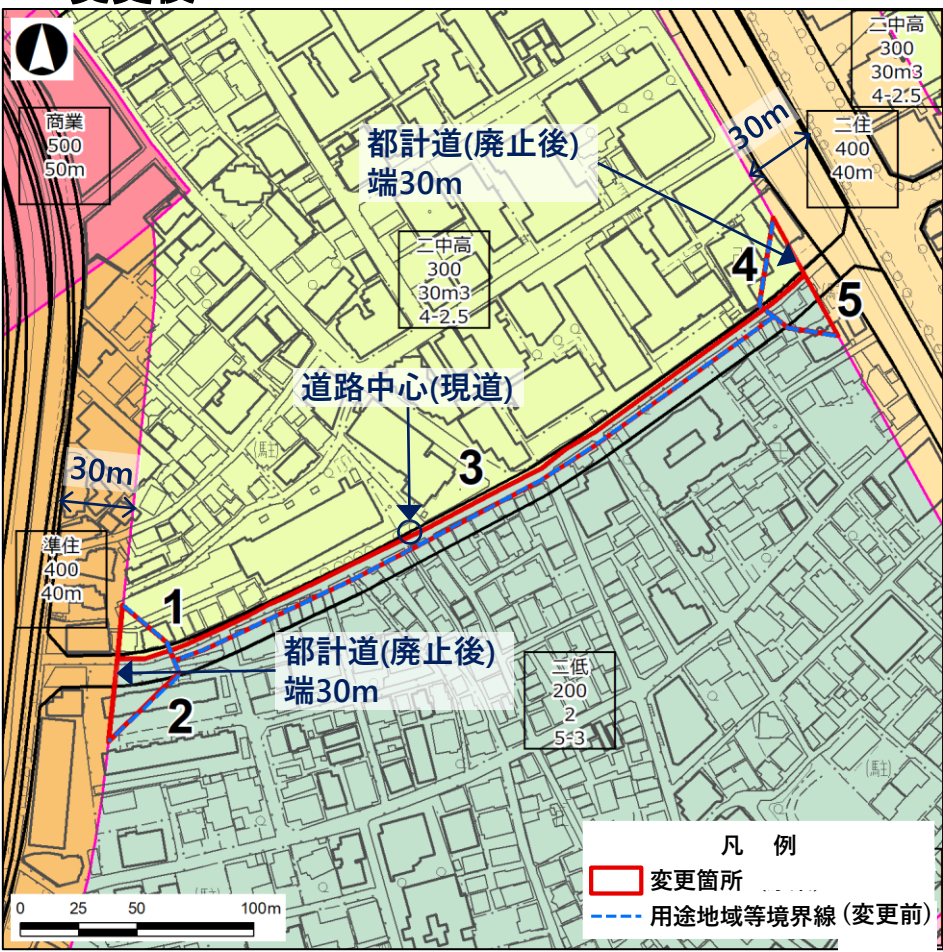 二中高
300
30m3
4-2.5
商業
500
50m
30m
二住
400
40m
都計道(廃止後)
端30m
二中高
300
30m3
4-2.5
4
5
道路中心(現道)
3
30m
準住
400
40m
1
都計道(廃止後)
端30m
2
二低
200
2
5-3
凡 例
変更箇所
用途地域等境界線 (変更前)
0 25 50 100m